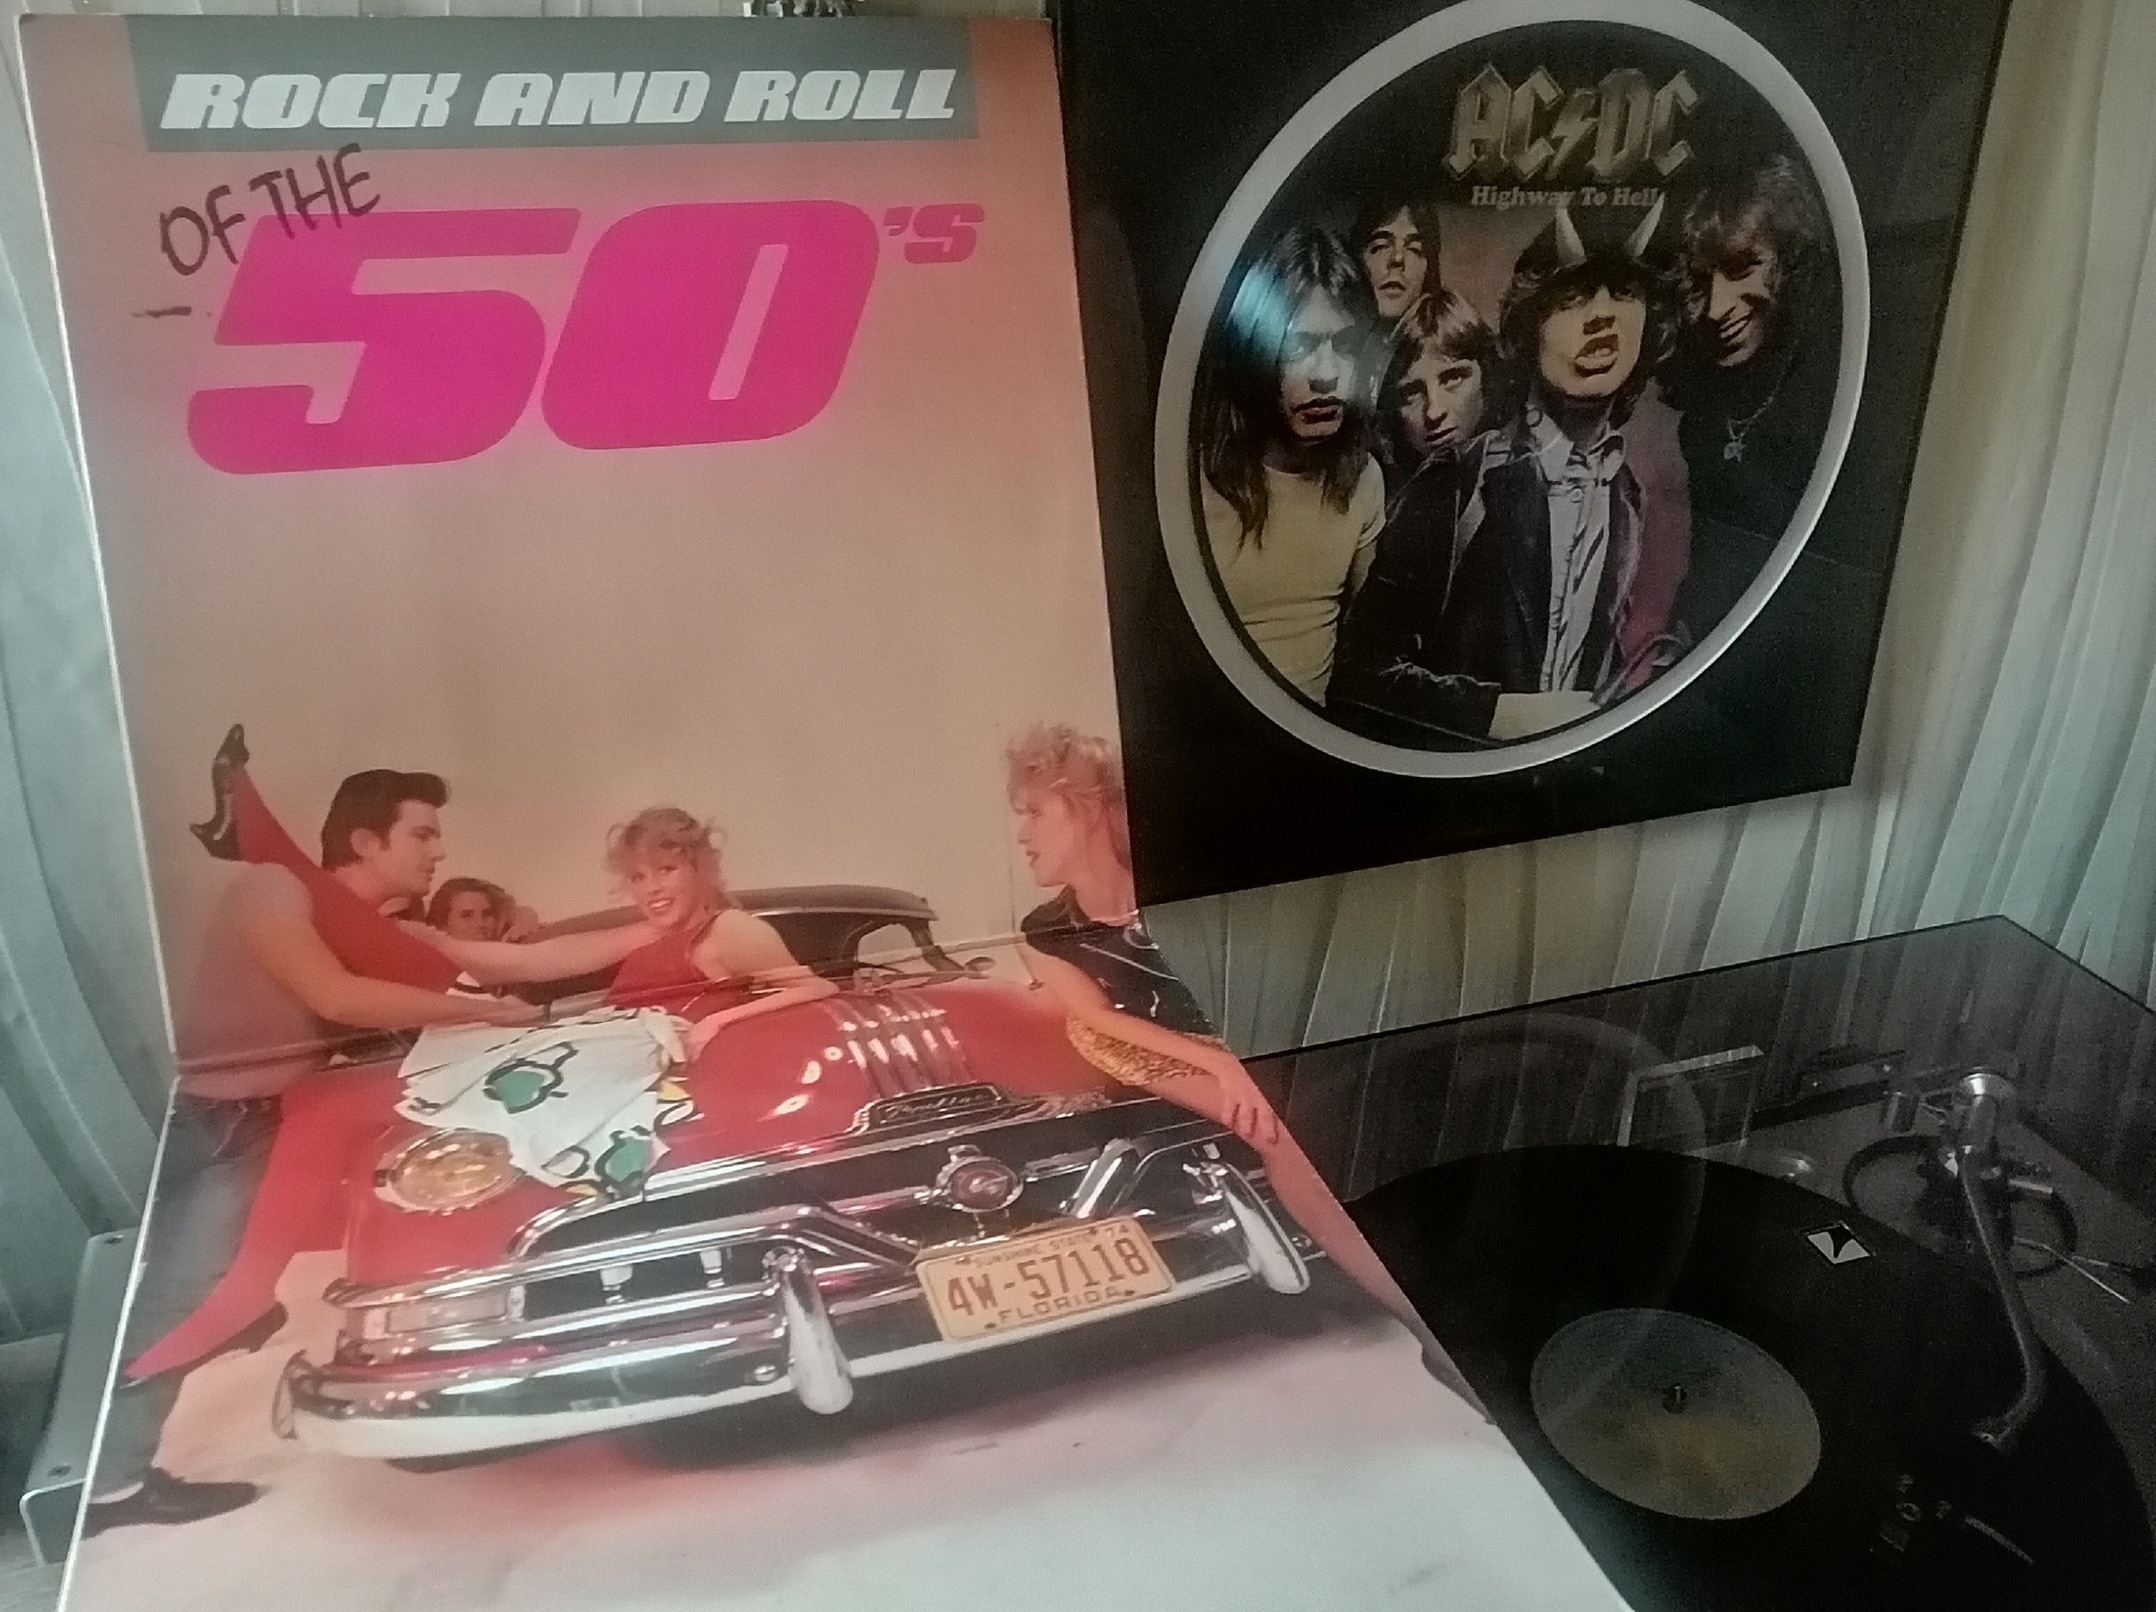 ROCK AND ROLL
OF THE
50's
SUNSHINE STATE 74
4W-57118
FLORIDA
AC/DC
Highway To Hell